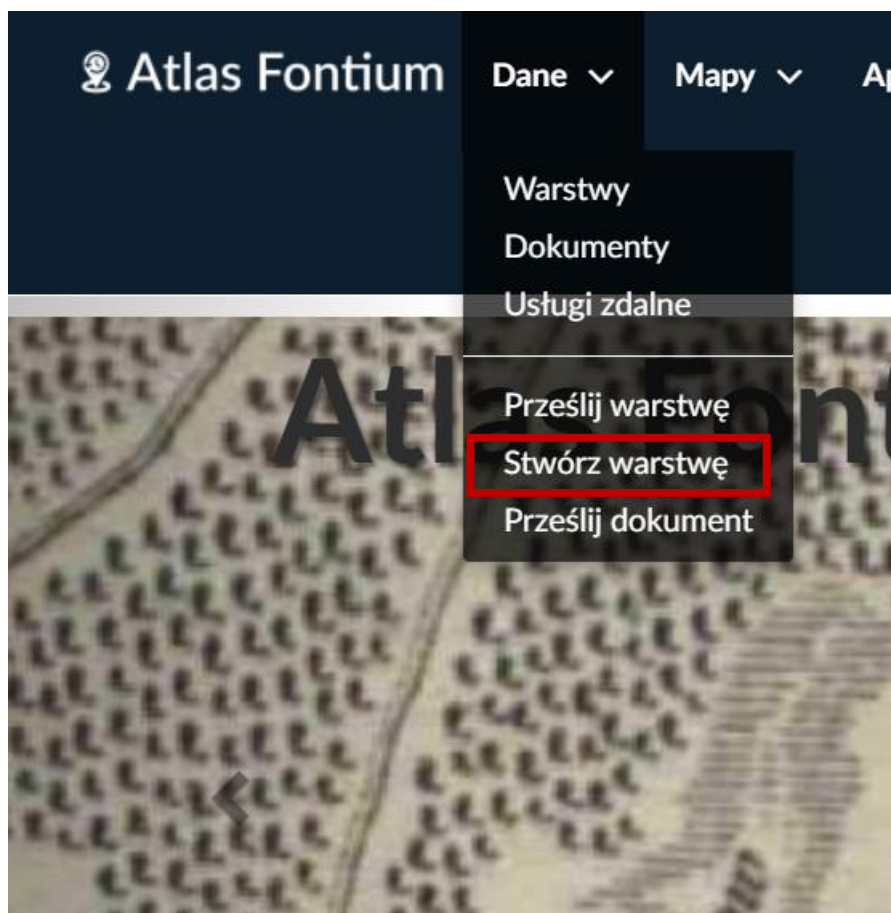 Atlas Fontium Dane Mapy
Warstwy
Dokumenty
Usługi zdalne
Prześlij warstwę
Stwórz warstwę
Prześlij dokument